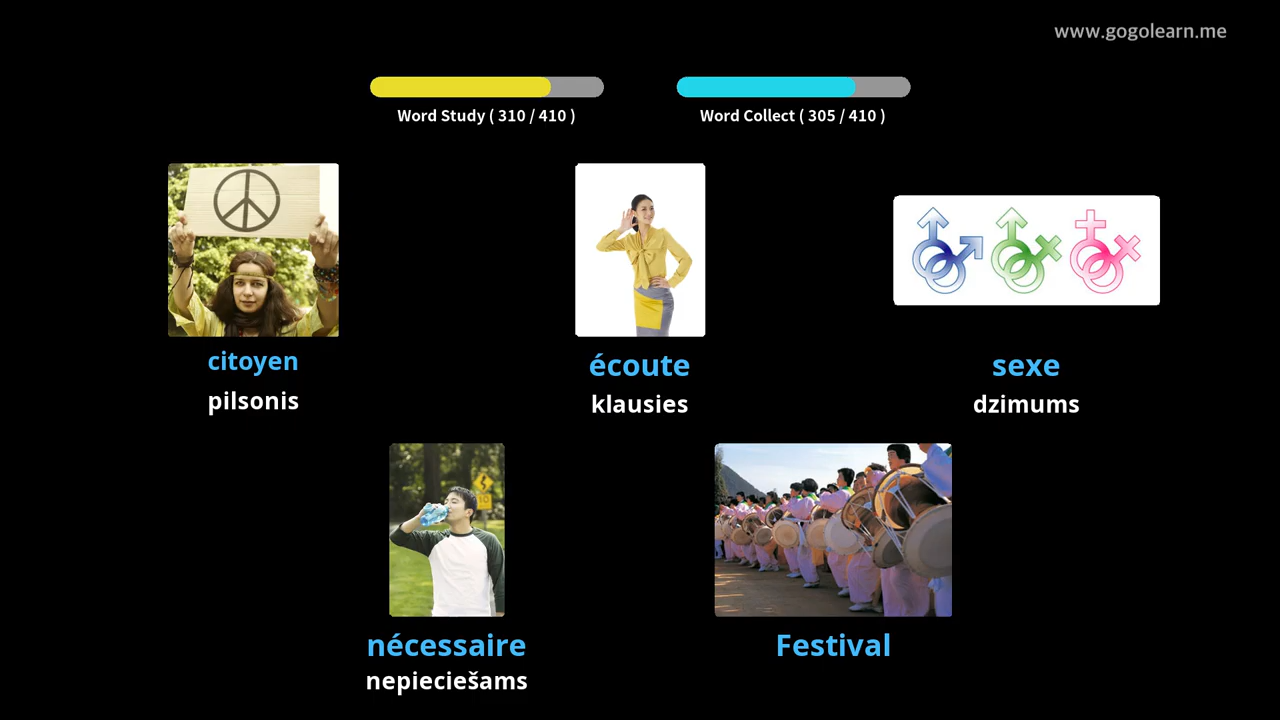 www.gogolearn.me
Word Study ( 310 / 410 )
Word Collect ( 305 / 410 )
citoyen
pilsonis
écoute
klausies
sexe
dzimums
10
nécessaire
nepieciešams
Festival